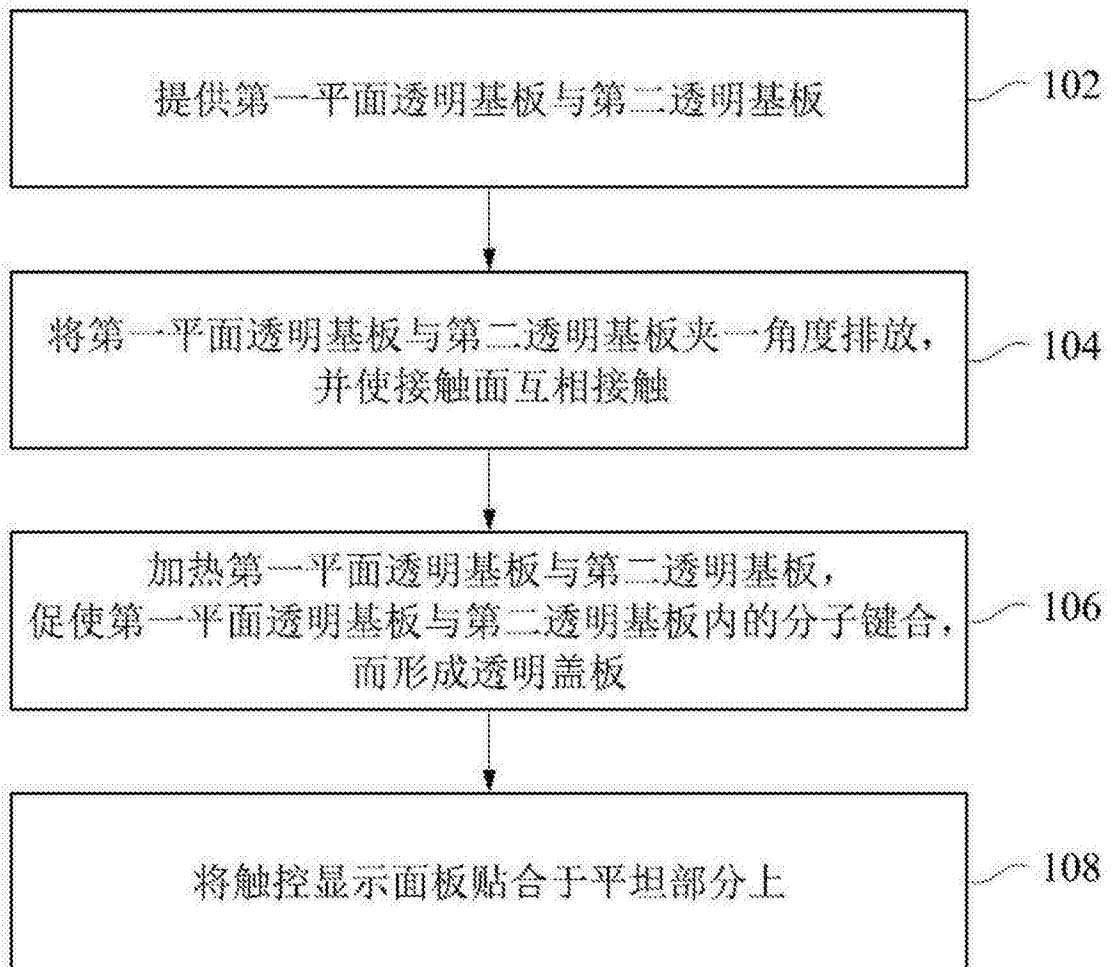 提供第一平面透明基板与第二透明基板
102
将第一平面透明基板与第二透明基板夹一角度排放，
并使接触面互相接触
104
加热第一平面透明基板与第二透明基板，
促使第一平面透明基板与第二透明基板内的分子键合，
而形成透明盖板
106
将触控显示面板贴合于平坦部分上
108